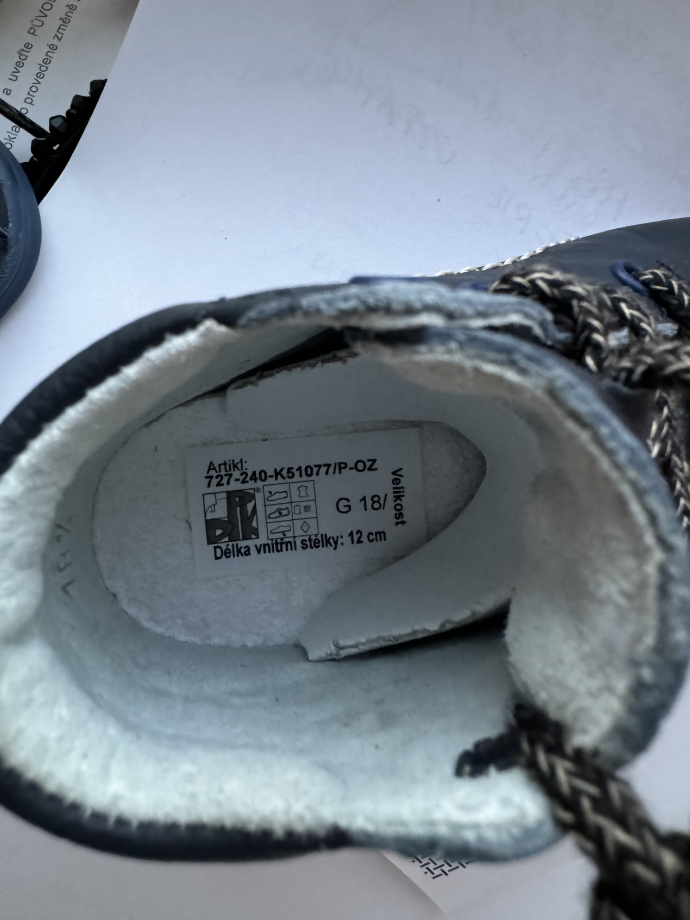 a uveďte PŮVO
o provedené změně
Artikl:
727-240-K51077/P-OZ
G 18/
Velikost
Délka vnitřní stélky: 12 cm